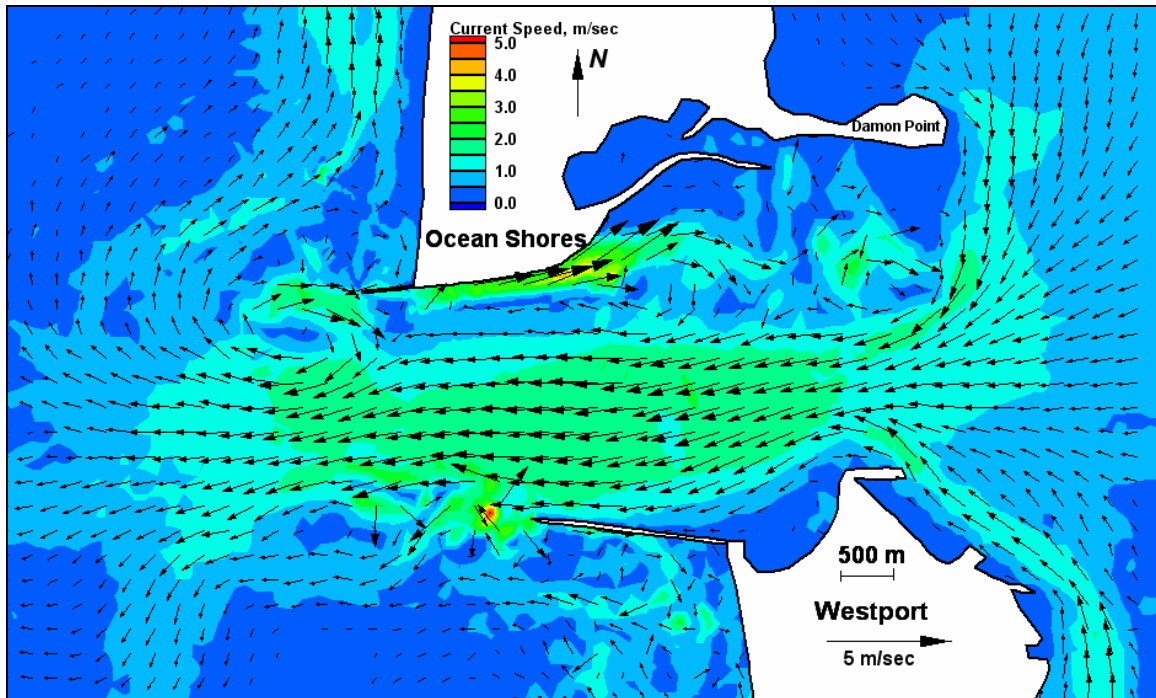 Current Speed, m/sec
5.0
4.0
3.0
2.0
1.0
0.0
N
Damon Point
Ocean Shores
500 m
Westport
5 m/sec